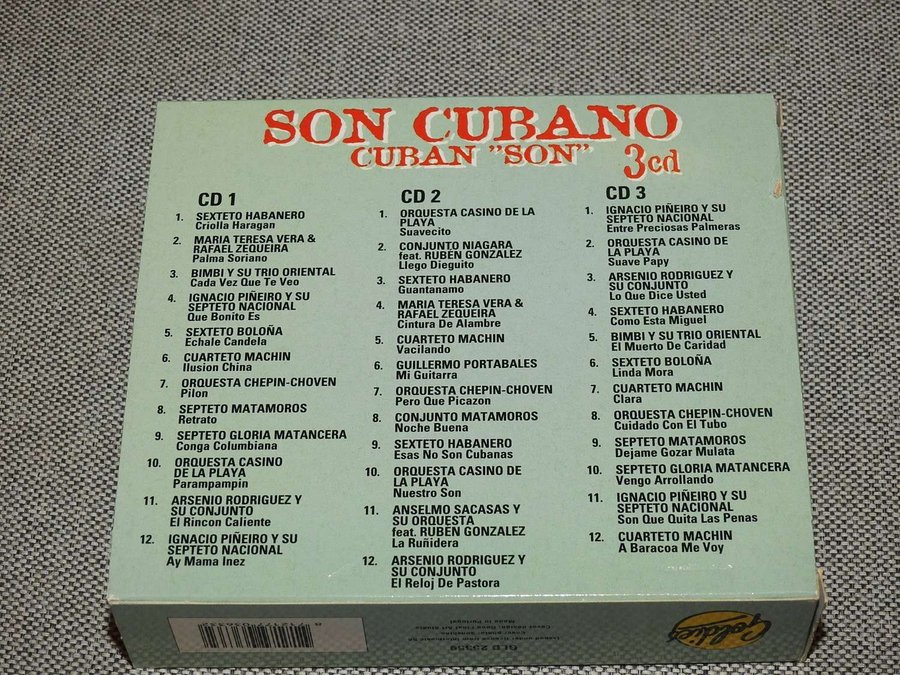 SON CUBANO
CUBAN "SON" 3cd
CD 1
1. SEXTETO HABANERO
Criolla Haragan
2. MARIA TERESA VERA &
RAFAEL ZEQUEIRA
Palma Soriano
3. BIMBI Y SU TRIO ORIENTAL
Cada Vez Que Te Veo
4. IGNACIO PIÑEIRO Y SU
SEPTETO NACIONAL
Que Bonito Es
5. SEXTETO BOLOÑA
Echale Candela
6. CUARTETO MACHIN
Ilusion China
7. ORQUESTA CHEPIN-CHOVEN
Pilon
8. SEPTETO MATAMOROS
Retrato
9. SEPTETO GLORIA MATANCERA
Conga Columbiana
10. ORQUESTA CASINO
DE LA PLAYA
Parampampin
11. ARSENIO RODRIGUEZ Y
SU CONJUNTO
El Rincon Caliente
12. IGNACIO PIÑEIRO Y SU
SEPTETO NACIONAL
Ay Mama Inez
CD 2
1. ORQUESTA CASINO DE LA
PLAYA
Suavecito
2. CONJUNTO NIAGARA
feat. RUBEN GONZALEZ
Llego Dieguito
3. SEXTETO HABANERO
Guantanamo
4. MARIA TERESA VERA &
RAFAEL ZEQUEIRA
Cintura De Alambre
5. CUARTETO MACHIN
Vacilando
6. GUILLERMO PORTABALES
Mi Guitarra
7. ORQUESTA CHEPIN-CHOVEN
Pero Que Picazon
8. CONJUNTO MATAMOROS
Noche Buena
9. SEXTETO HABANERO
Esas No Son Cubanas
10. ORQUESTA CASINO DE
LA PLAYA
Nuestro Son
11. ANSELMO SACASAS Y
SU ORQUESTA
feat. RUBEN GONZALEZ
La Ruñidera
12. ARSENIO RODRIGUEZ Y
SU CONJUNTO
El Reloj De Pastora
CD 3
1. IGNACIO PIÑEIRO Y SU
SEPTETO NACIONAL
Entre Preciosas Palmeras
2. ORQUESTA CASINO DE
LA PLAYA
Suave Papy
3. ARSENIO RODRIGUEZ Y
SU CONJUNTO
Lo Que Dice Usted
4. SEXTETO HABANERO
Como Esta Miguel
5. BIMBI Y SU TRIO ORIENTAL
El Muerto De Caridad
6. SEXTETO BOLOÑA
Linda Mora
7. CUARTETO MACHIN
Clara
8. ORQUESTA CHEPIN-CHOVEN
Cuidado Con El Tubo
9. SEPTETO MATAMOROS
Dejame Gozar Mulata
10. SEPTETO GLORIA MATANCERA
Vengo Arrollando
11. IGNACIO PIÑEIRO Y SU
SEPTETO NACIONAL
Son Que Quita Las Penas
12. CUARTETO MACHIN
A Baracoa Me Voy
Goldies
GLD 25359
Made in Portugal